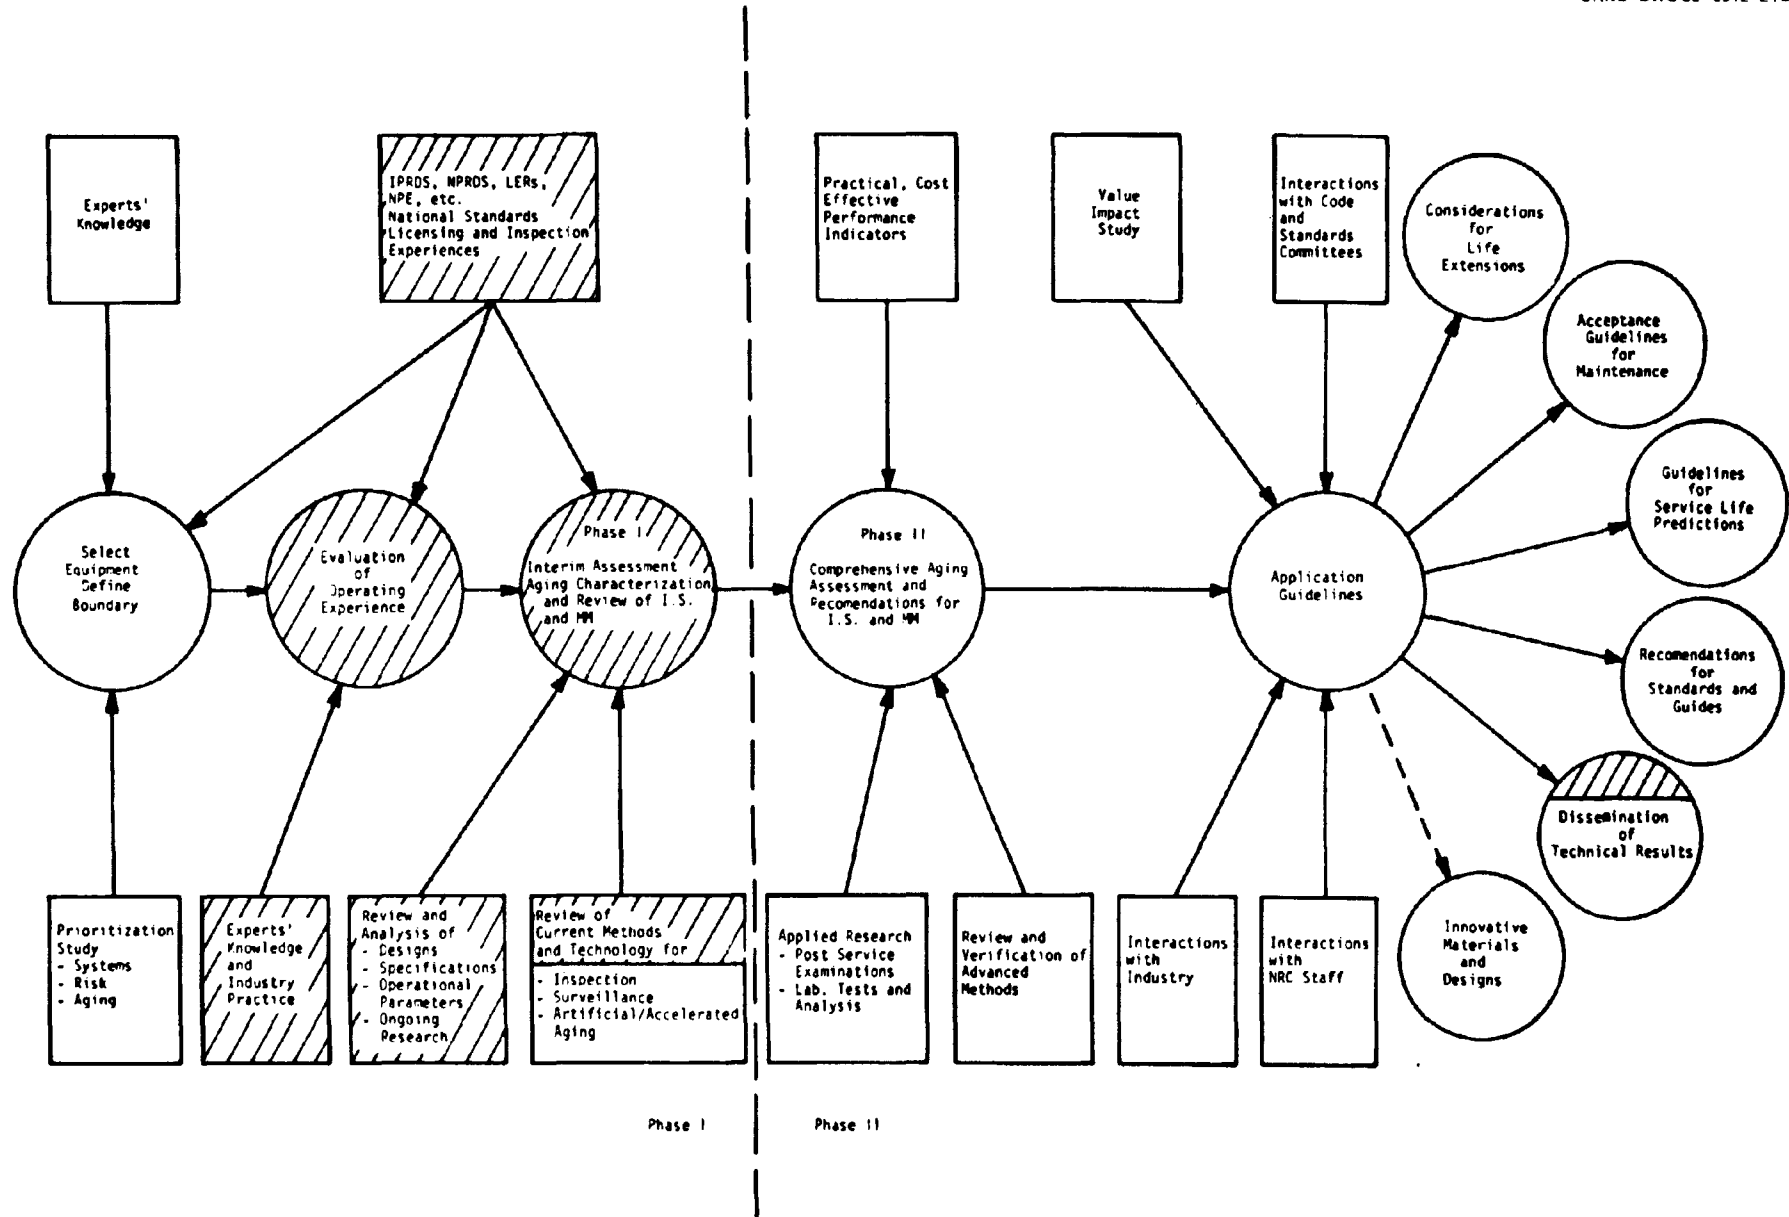 Experts'
Knowledge
IPRDS, NPRDS, LERs,
NPE, etc.
National Standards
Licensing and Inspection
Experiences
Practical, Cost
Effective
Performance
Indicators
Value
Impact
Study
Interactions
with Code
and
Standards
Committees
Considerations
for
Life
Extensions
Acceptance
Guidelines
for
Maintenance
Guidelines
for
Service Life
Predictions
Select
Equipment
Define
Boundary
Evaluation
of
Operating
Experience
Phase I
Interim Assessment
Aging Characterization
and Review of I.S.
and MM
Phase II
Comprehensive Aging
Assessment and
Recomendations for
I.S. and MM
Application
Guidelines
Recomendations
for
Standards and
Guides
Dissemination
of
Technical Results
Innovative
Materials
and
Designs
Prioritization
Study
- Systems
- Risk
- Aging
Experts'
Knowledge
and
Industry
Practice
Review and
Analysis of
- Designs
- Specifications
- Operational
Parameters
- Ongoing
Research
Review of
Current Methods
and Technology for
- Inspection
- Surveillance
- Artificial/Accelerated
Aging
Applied Research
- Post Service
Examinations
- Lab. Tests and
Analysis
Review and
Verification of
Advanced
Methods
Interactions
with
Industry
Interactions
with
NRC Staff
Phase I
Phase II